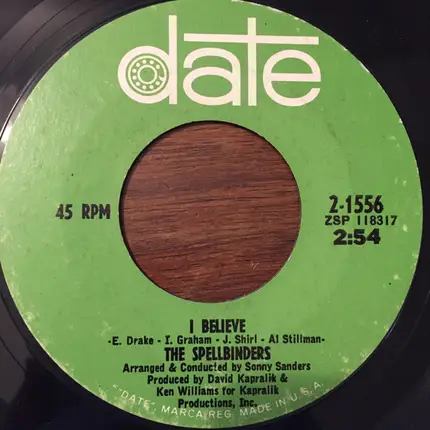 date
45 RPM
2-1556
ZSP 118317
2:54
I BELIEVE
-E. Drake - I. Graham - J. Shirl - Al Stillman-
THE SPELLBINDERS
Arranged & Conducted by Sonny Sanders
Produced by David Kapralik &
Ken Williams for Kapralik
Productions, Inc.
"DATE", MARCA REG. MADE IN U.S.A.